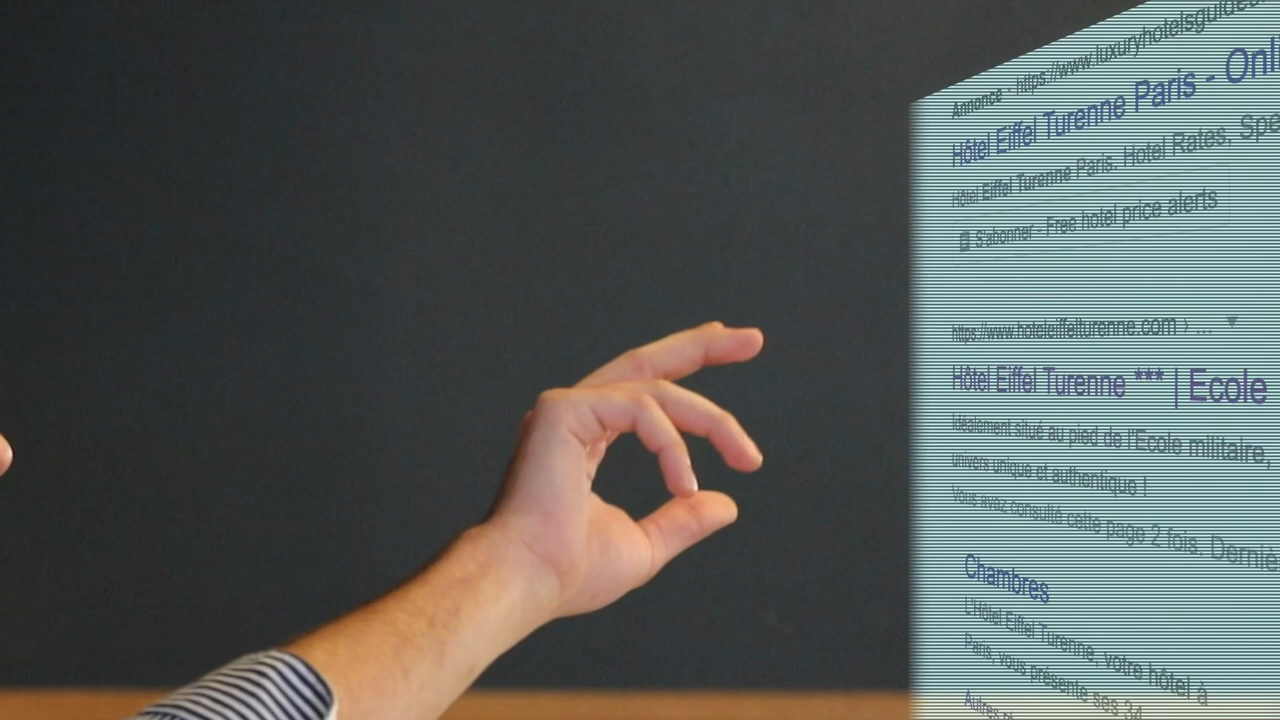 Annonce · https://www.luxuryhotelsguides.
Hôtel Eiffel Turenne Paris - Onli
Hôtel Eiffel Turenne Paris. Hotel Rates, Spe
S'abonner - Free hotel price alerts
https://www.hoteleiffelturenne.com › ...
Hôtel Eiffel Turenne *** | Ecole
Idéalement situé au pied de l'Ecole militaire,
univers unique et authentique !
Vous avez consulté cette page 2 fois. Derniè
Chambres
L'Hôtel Eiffel Turenne, votre hôtel à
Paris, vous présente ses 34
Autres